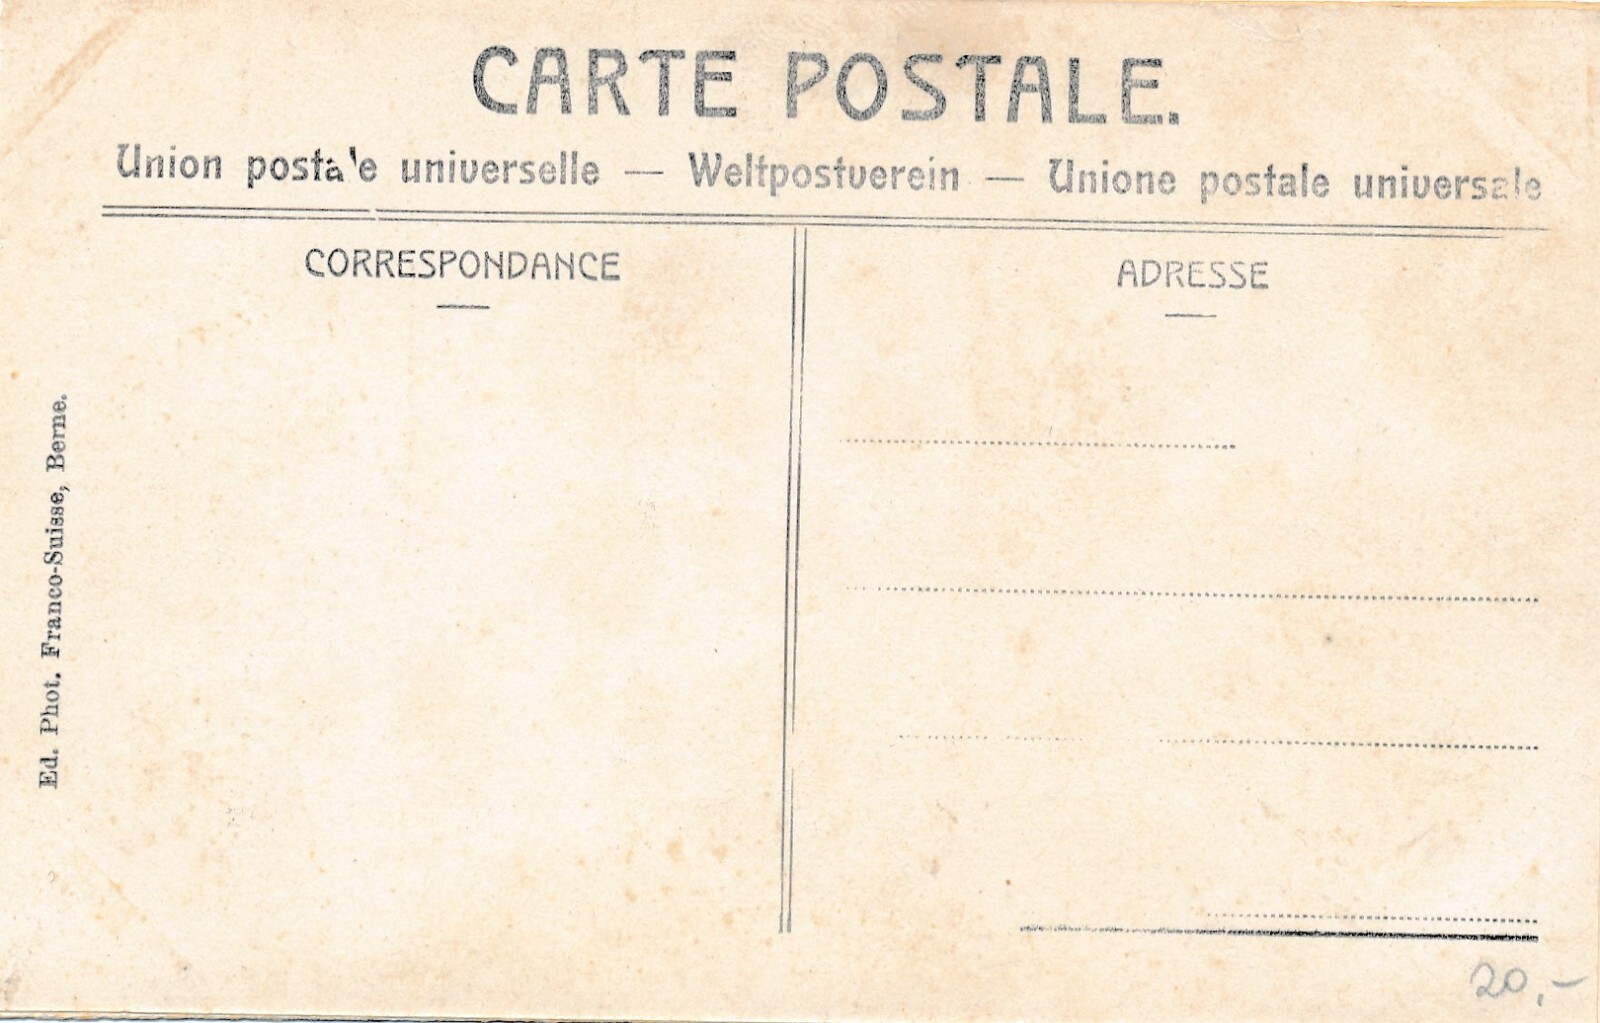 CARTE POSTALE.
Union postale universelle — Weltpostverein — Unione postale universale
CORRESPONDANCE
ADRESSE
Ed. Phot. Franco-Suisse, Berne.
20,-